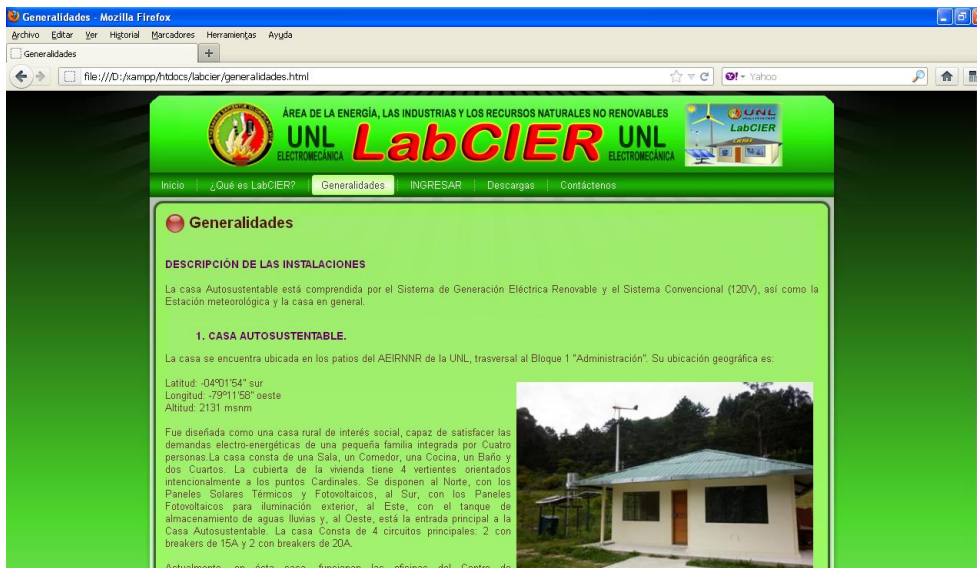 Generalidades - Mozilla Firefox
Archivo Editar Ver Historial Marcadores Herramientas Ayuda
Generalidades
file:///D:/xampp/htdocs/labcier/generalidades.html
Yahoo
ÁREA DE LA ENERGÍA, LAS INDUSTRIAS Y LOS RECURSOS NATURALES NO RENOVABLES
UNL LabCIER UNL
ELECTROMECÁNICA ELECTROMECÁNICA
UNL
LabCIER
Inicio ¿Qué es LabCIER? Generalidades INGRESAR Descargas Contáctenos
Generalidades
DESCRIPCIÓN DE LAS INSTALACIONES
La casa Autosustentable está comprendida por el Sistema de Generación Eléctrica Renovable y el Sistema Convencional (120V), así como la
Estación meteorológica y la casa en general.
1. CASA AUTOSUSTENTABLE.
La casa se encuentra ubicada en los patios del AEIRNNR de la UNL, trasversal al Bloque 1 "Administración". Su ubicación geográfica es:
Latitud: -04º01'54" sur
Longitud: -79º11'58" oeste
Altitud: 2131 msnm
Fue diseñada como una casa rural de interés social, capaz de satisfacer las
demandas electro-energéticas de una pequeña familia integrada por Cuatro
personas.La casa consta de una Sala, un Comedor, una Cocina, un Baño y
dos Cuartos. La cubierta de la vivienda tiene 4 vertientes orientados
intencionalmente a los puntos Cardinales. Se disponen al Norte, con los
Paneles Solares Térmicos y Fotovoltaicos, al Sur, con los Paneles
Fotovoltaicos para iluminación exterior, al Este, con el tanque de
almacenamiento de aguas lluvias y, al Oeste, está la entrada principal a la
Casa Autosustentable. La casa Consta de 4 circuitos principales: 2 con
breakers de 15A y 2 con breakers de 20A.
Actualmente, en ésta casa, funcionan las oficinas del Centro de